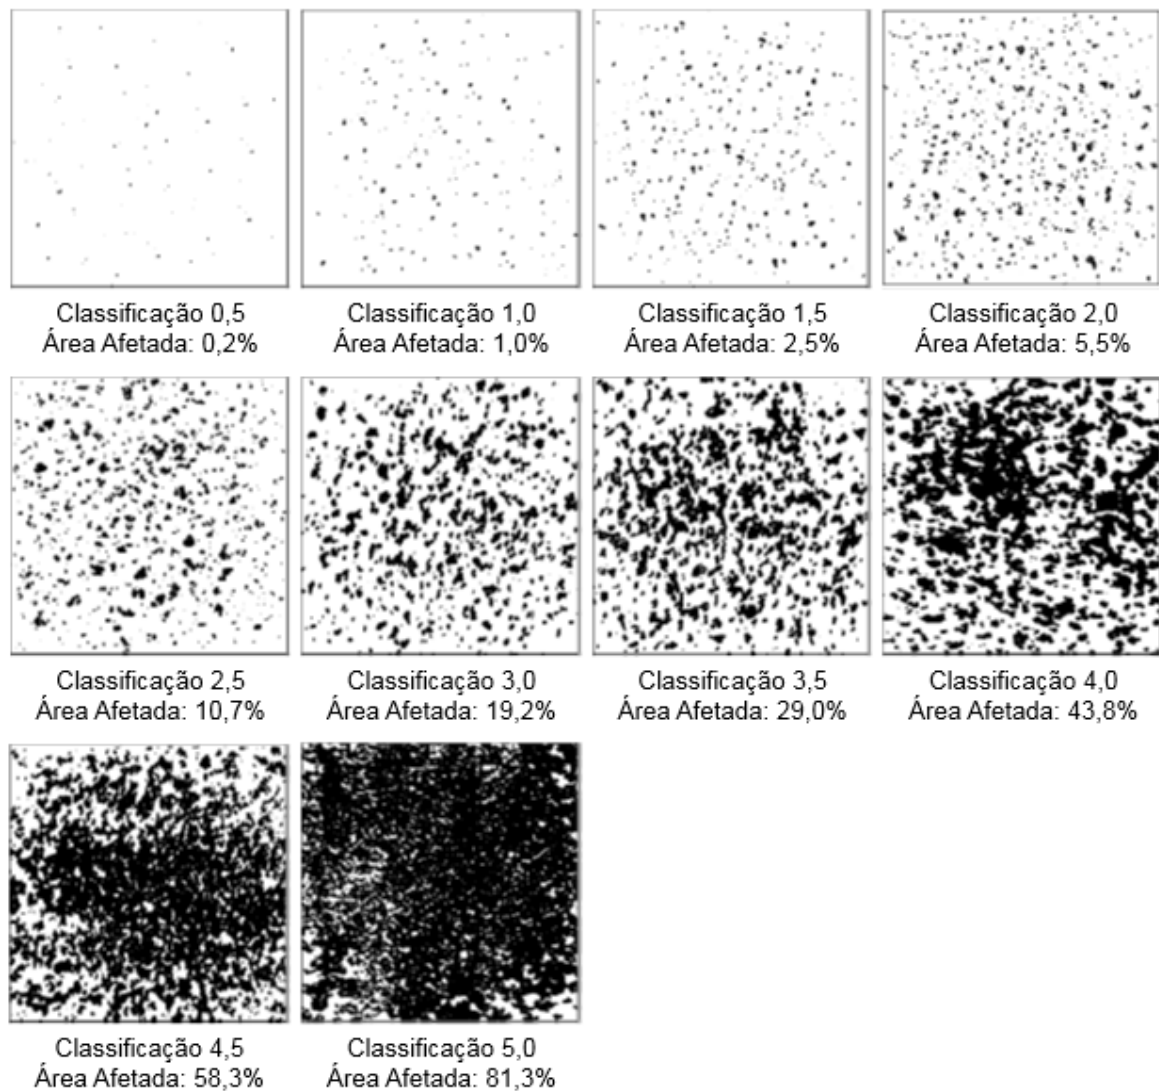 Classificação 0,5
Área Afetada: 0,2%
Classificação 1,0
Área Afetada: 1,0%
Classificação 1,5
Área Afetada: 2,5%
Classificação 2,0
Área Afetada: 5,5%
Classificação 2,5
Área Afetada: 10,7%
Classificação 3,0
Área Afetada: 19,2%
Classificação 3,5
Área Afetada: 29,0%
Classificação 4,0
Área Afetada: 43,8%
Classificação 4,5
Área Afetada: 58,3%
Classificação 5,0
Área Afetada: 81,3%